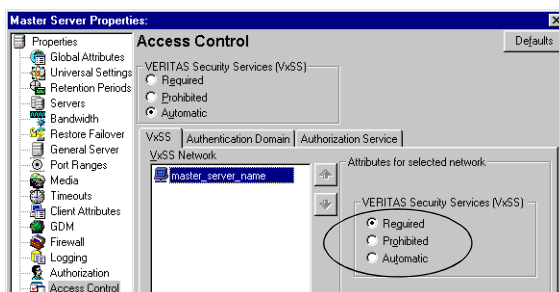 Master Server Properties:
Properties
Global Attributes
Universal Settings
Retention Periods
Servers
Bandwidth
Restore Failover
General Server
Port Ranges
Media
Timeouts
Client Attributes
GDM
Firewall
Logging
Authorization
Access Control
Access Control
Defaults
VERITAS Security Services (VxSS)
Required
Prohibited
Automatic
VxSS Authentication Domain Authorization Service
VxSS Network
master_server_name
Attributes for selected network
VERITAS Security Services (VxSS)
Required
Prohibited
Automatic